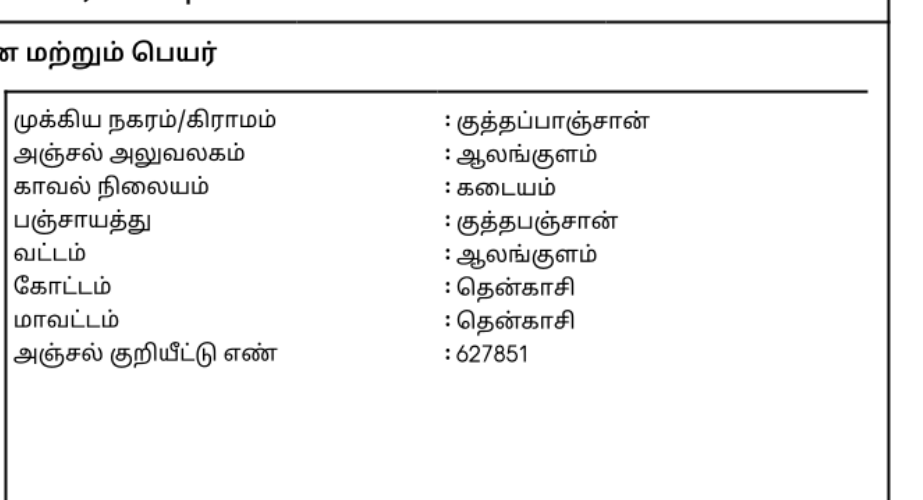 மற்றும் பெயர்
முக்கிய நகரம்/கிராமம் : குத்தப்பாஞ்சான்
அஞ்சல் அலுவலகம் : ஆலங்குளம்
காவல் நிலையம் : கடையம்
பஞ்சாயத்து : குத்தபஞ்சான்
வட்டம் : ஆலங்குளம்
கோட்டம் : தென்காசி
மாவட்டம் : தென்காசி
அஞ்சல் குறியீட்டு எண் : 627851